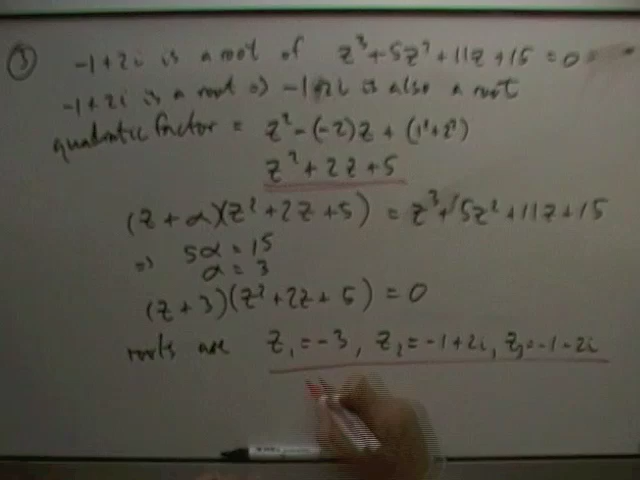 ③ -1+2i is a root of z³+5z²+11z+15=0
-1+2i is a root ⇒ -1-2i is also a root
quadratic factor = z² - (-2)z + (1²+2²)
z²+2z+5
(z+α)(z²+2z+5) = z³+5z²+11z+15
⇒ 5α = 15
α = 3
(z+3)(z²+2z+5) = 0
roots are z₁ = -3, z₂ = -1+2i, z₃ = -1-2i